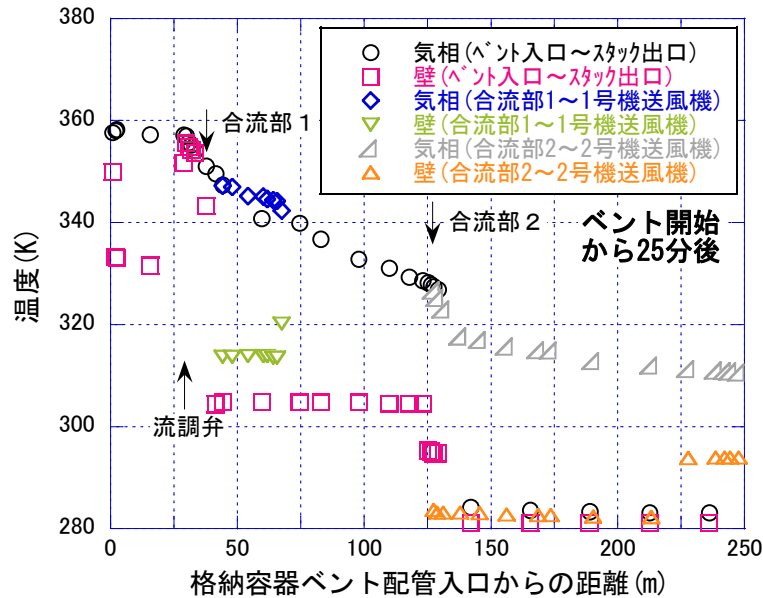 380
360
340
320
300
280
温度(K)
気相(ﾍﾞﾝﾄ入口～ｽﾀｯｸ出口)
壁(ﾍﾞﾝﾄ入口～ｽﾀｯｸ出口)
気相(合流部1～1号機送風機)
壁(合流部1～1号機送風機)
気相(合流部2～2号機送風機)
壁(合流部2～2号機送風機)
合流部１
合流部２
ベント開始
から25分後
流調弁
0
50
100
150
200
250
格納容器ベント配管入口からの距離(m)